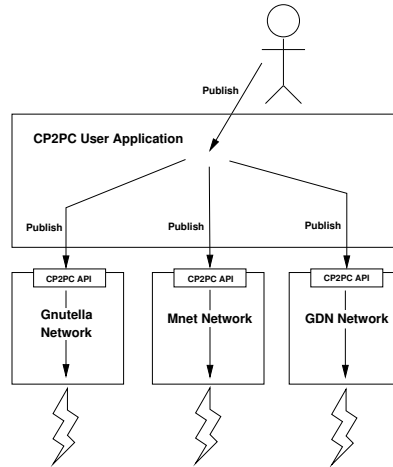 Publish
CP2PC User Application
Publish
Publish
Publish
CP2PC API
CP2PC API
CP2PC API
Gnutella
Network
Mnet Network
GDN Network